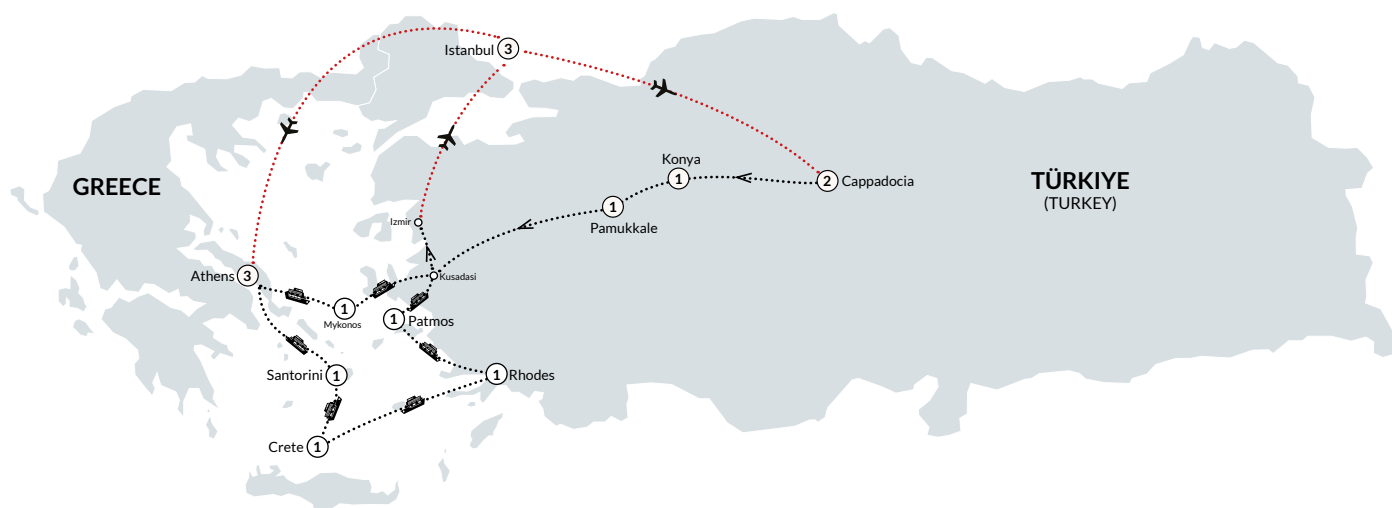 Istanbul 3
Konya
1
2 Cappadocia
GREECE
TÜRKIYE
(TURKEY)
1
Pamukkale
Izmir
Athens 3
Kusadasi
1
Mykonos
1 Patmos
Santorini 1
1 Rhodes
Crete 1